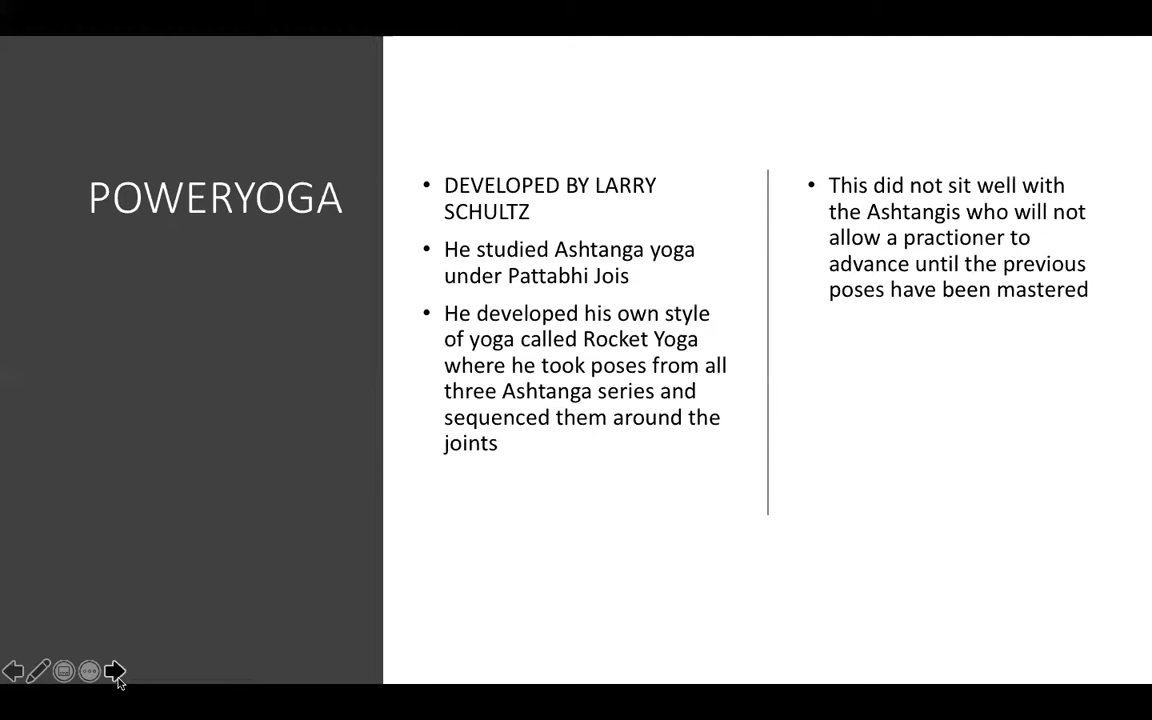 POWERYOGA
• DEVELOPED BY LARRY
SCHULTZ
• He studied Ashtanga yoga
under Pattabhi Jois
• He developed his own style
of yoga called Rocket Yoga
where he took poses from all
three Ashtanga series and
sequenced them around the
joints
• This did not sit well with
the Ashtangis who will not
allow a practioner to
advance until the previous
poses have been mastered